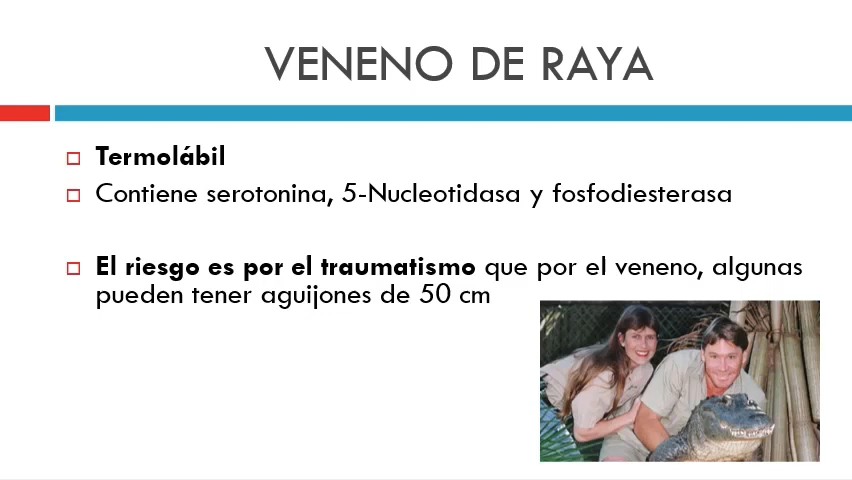 VENENO DE RAYA
Termolábil
Contiene serotonina, 5-Nucleotidasa y fosfodiesterasa
El riesgo es por el traumatismo que por el veneno, algunas
pueden tener aguijones de 50 cm